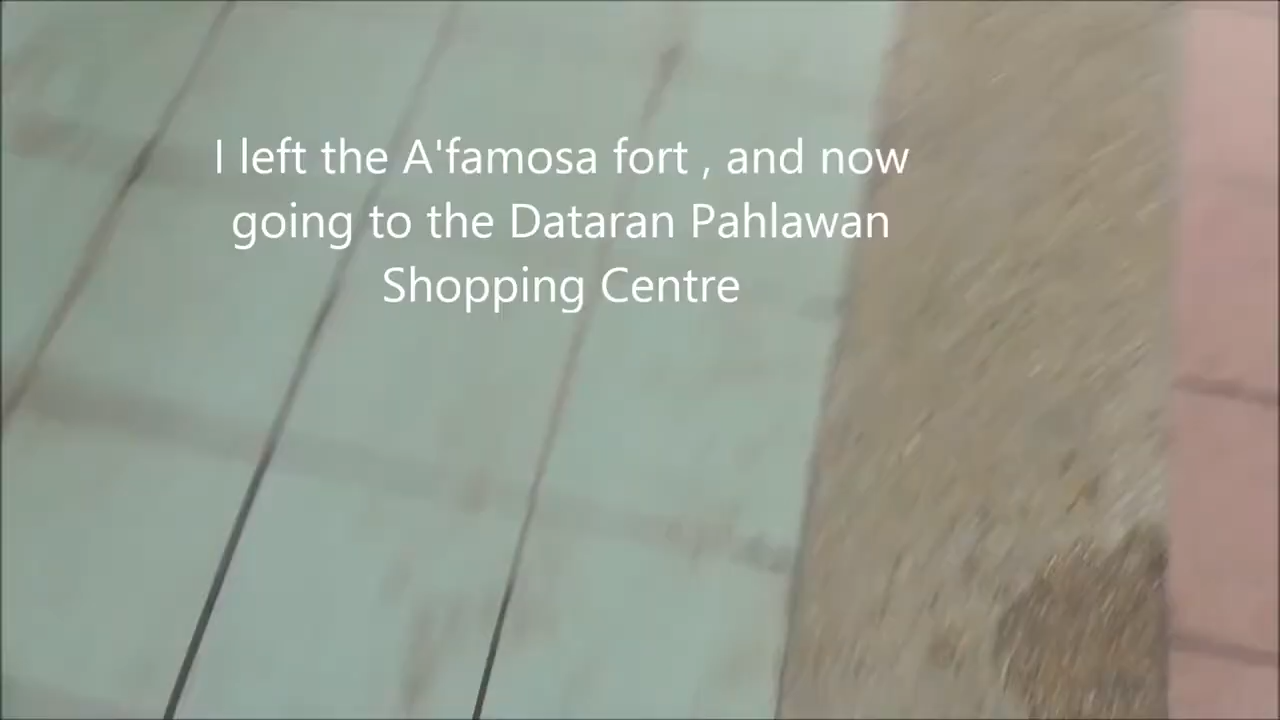 I left the A'famosa fort , and now
going to the Dataran Pahlawan
Shopping Centre